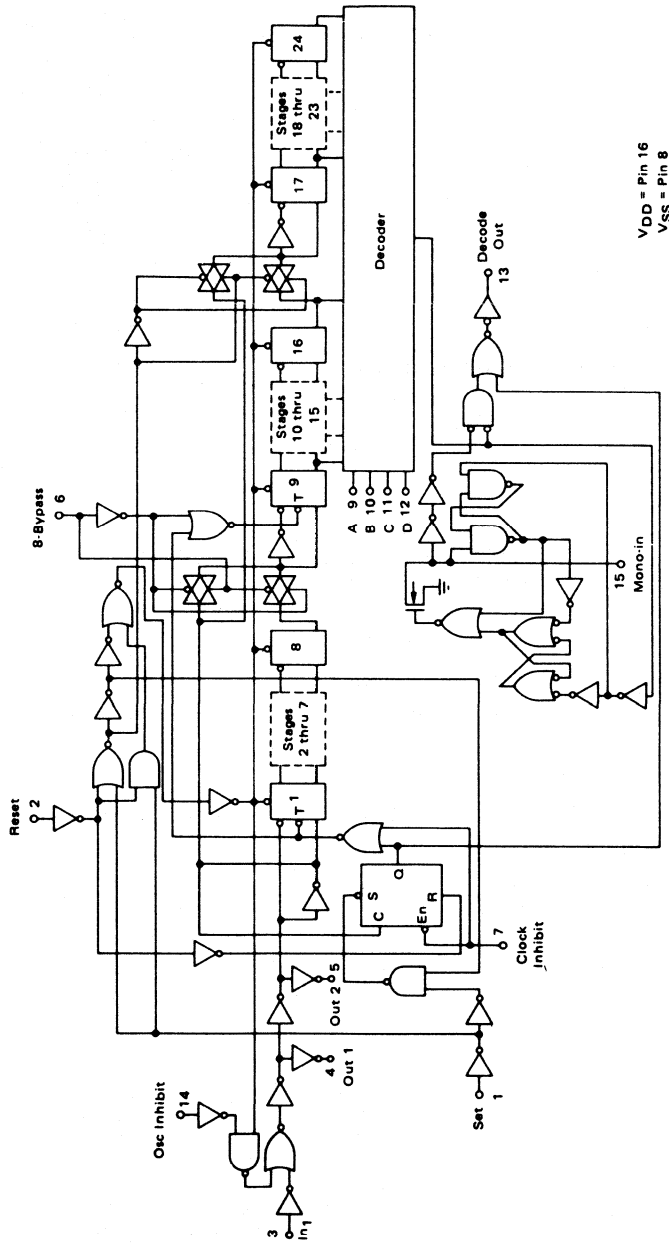 Reset
2
8-Bypass
6
Osc Inhibit
14
3
In1
4
Out 1
5
Out 2
Set
1
7
Clock
Inhibit
C
S
En
R
Q
T
1
Stages
2 thru 7
8
T
9
Stages
10 thru
15
16
17
Stages
18 thru
23
24
Decoder
A 9
B 10
C 11
D 12
15
Mono-in
Decode
Out
13
VDD = Pin 16
VSS = Pin 8